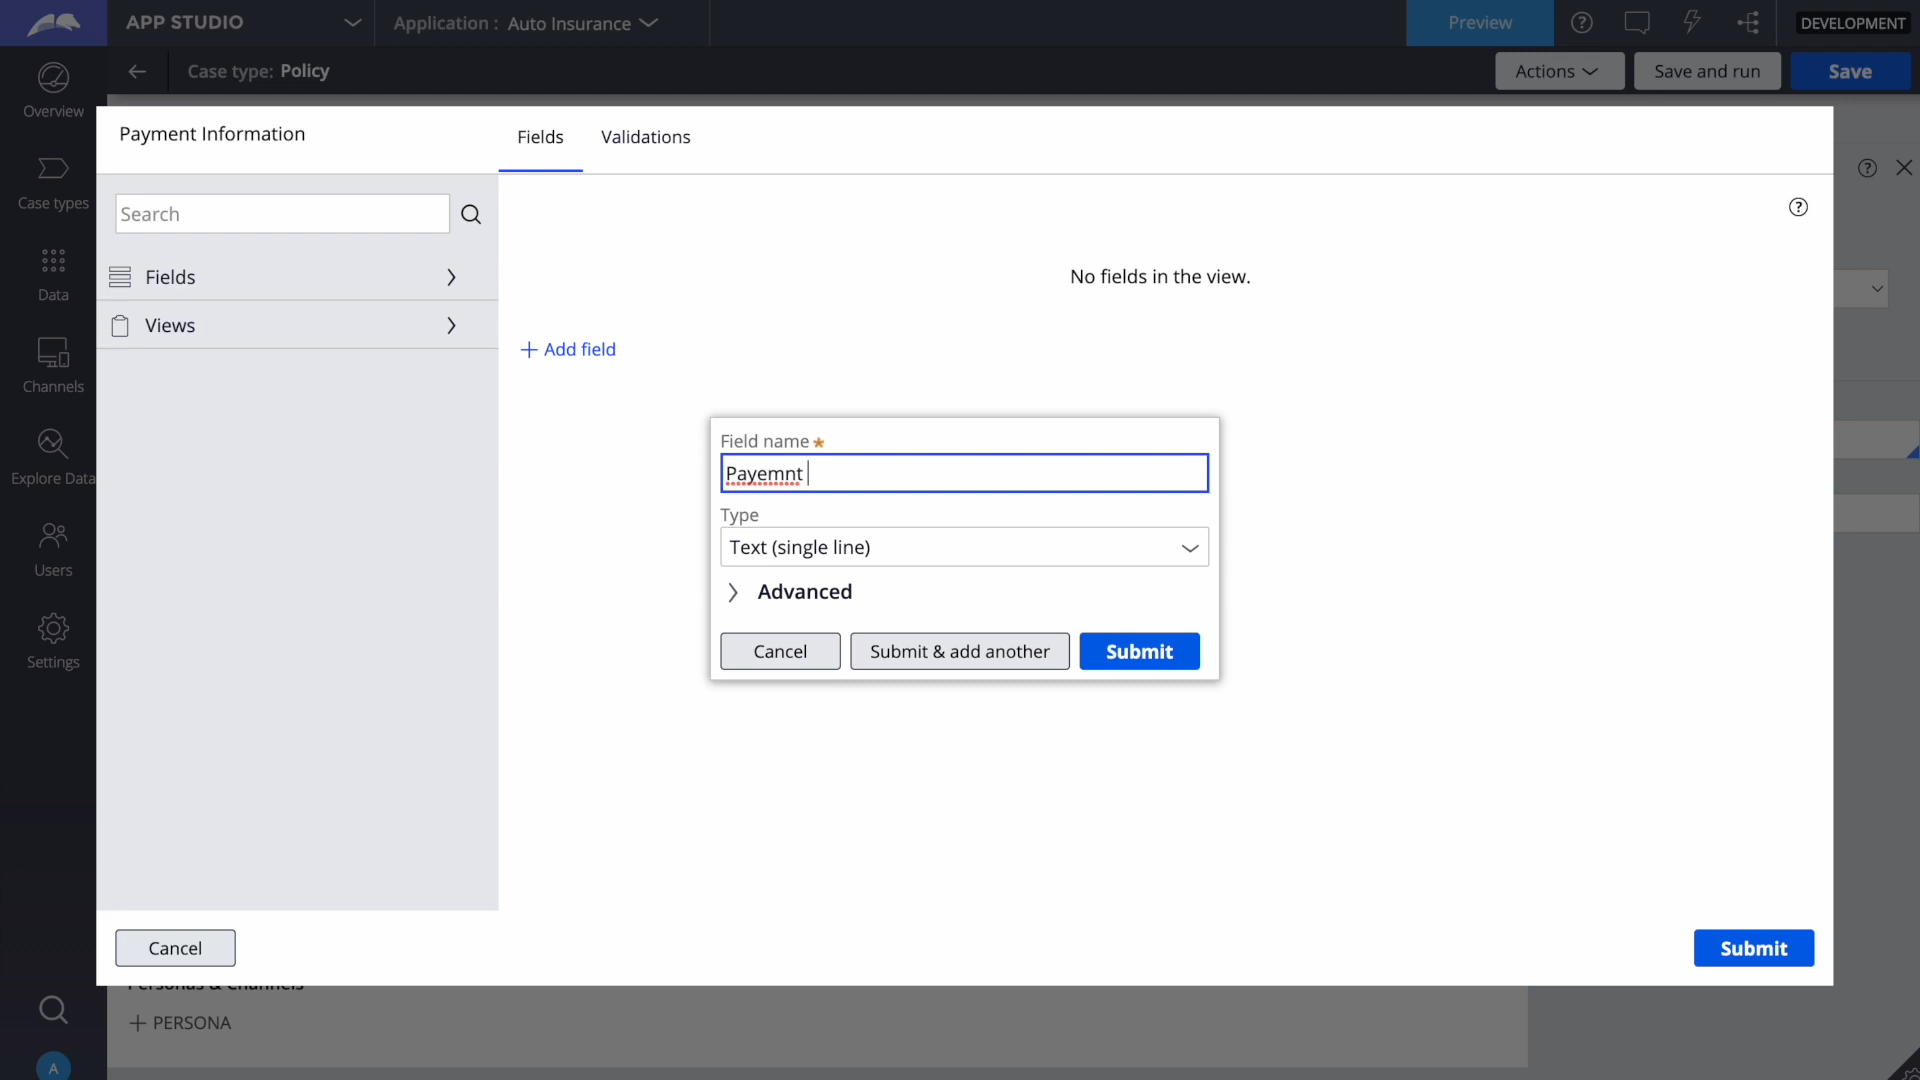 APP STUDIO
Application : Auto Insurance
Preview
DEVELOPMENT
Case type: Policy
Actions
Save and run
Save
Overview
Case types
Data
Channels
Explore Data
Users
Settings
A
Payment Information
Fields
Validations
Search
Fields
Views
No fields in the view.
+ Add field
Field name *
Payemnt
Type
Text (single line)
Advanced
Cancel
Submit & add another
Submit
Cancel
Submit
Personas & Channels
+ PERSONA